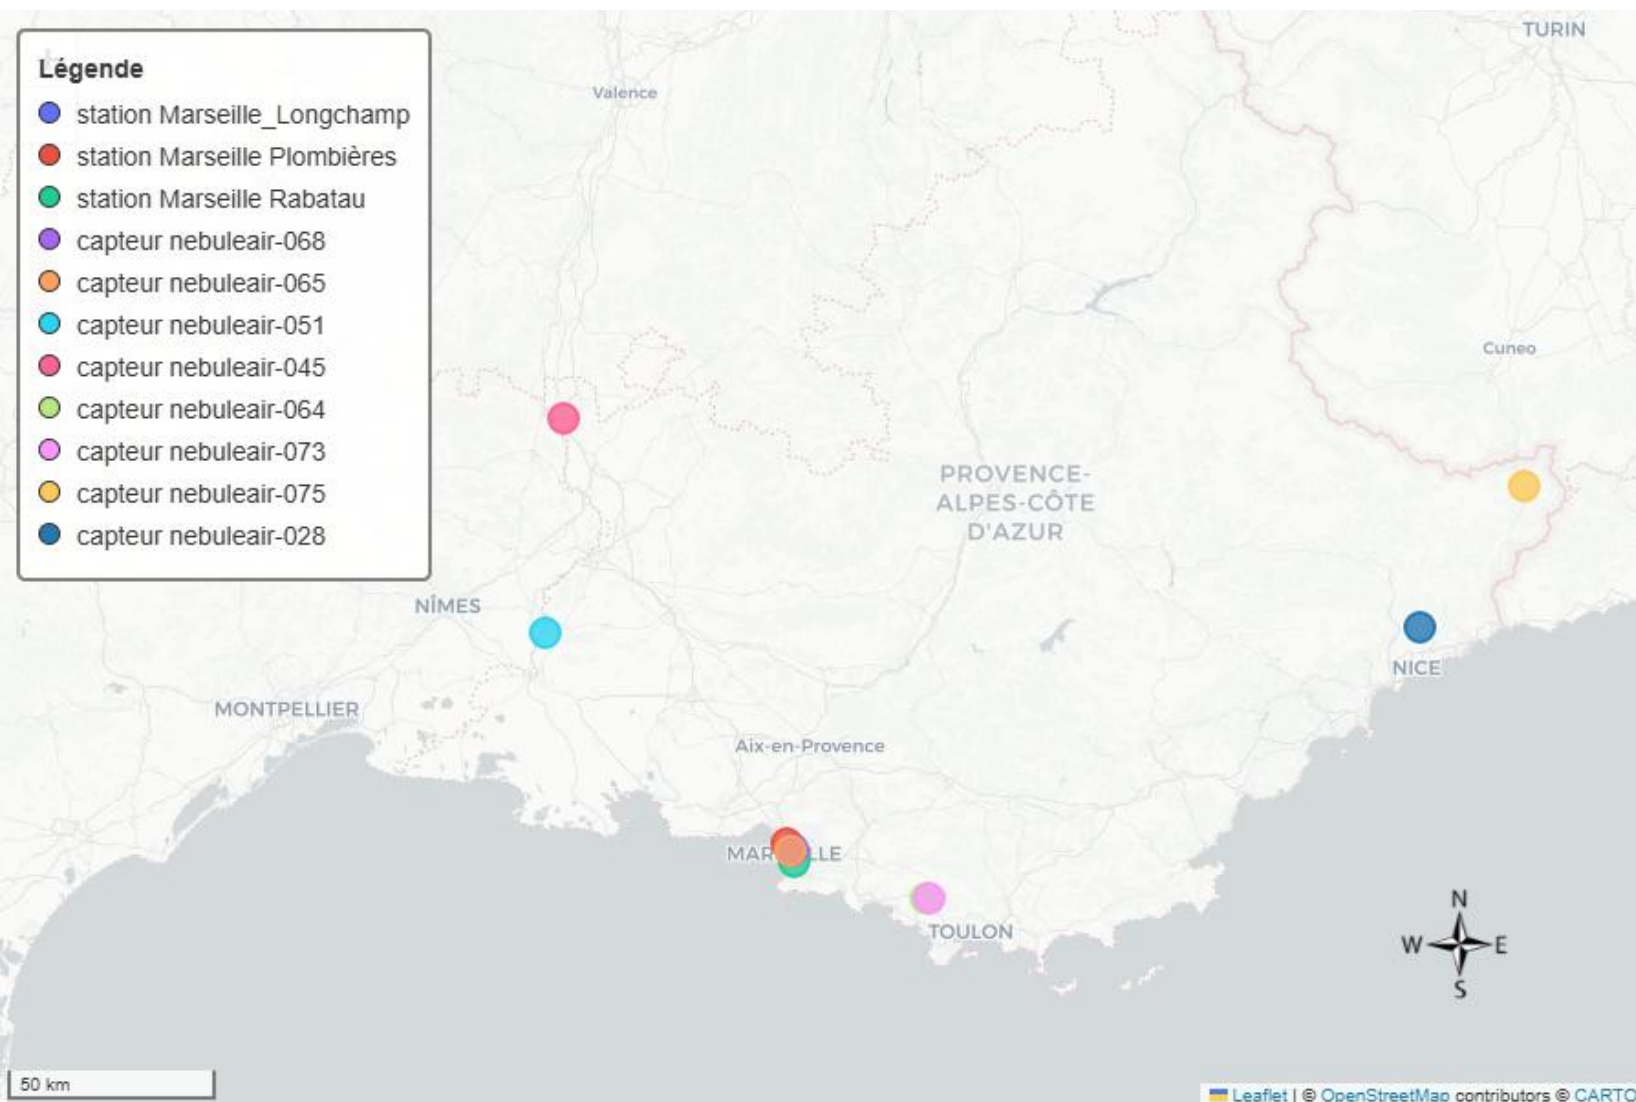 Légende
station Marseille_Longchamp
station Marseille Plombières
station Marseille Rabatau
capteur nebuleair-068
capteur nebuleair-065
capteur nebuleair-051
capteur nebuleair-045
capteur nebuleair-064
capteur nebuleair-073
capteur nebuleair-075
capteur nebuleair-028
TURIN
Valence
Cuneo
PROVENCE-
ALPES-CÔTE
D'AZUR
NÎMES
NICE
MONTPELLIER
Aix-en-Provence
TOULON
N
W E
S
50 km
Leaflet | © OpenStreetMap contributors © CARTO